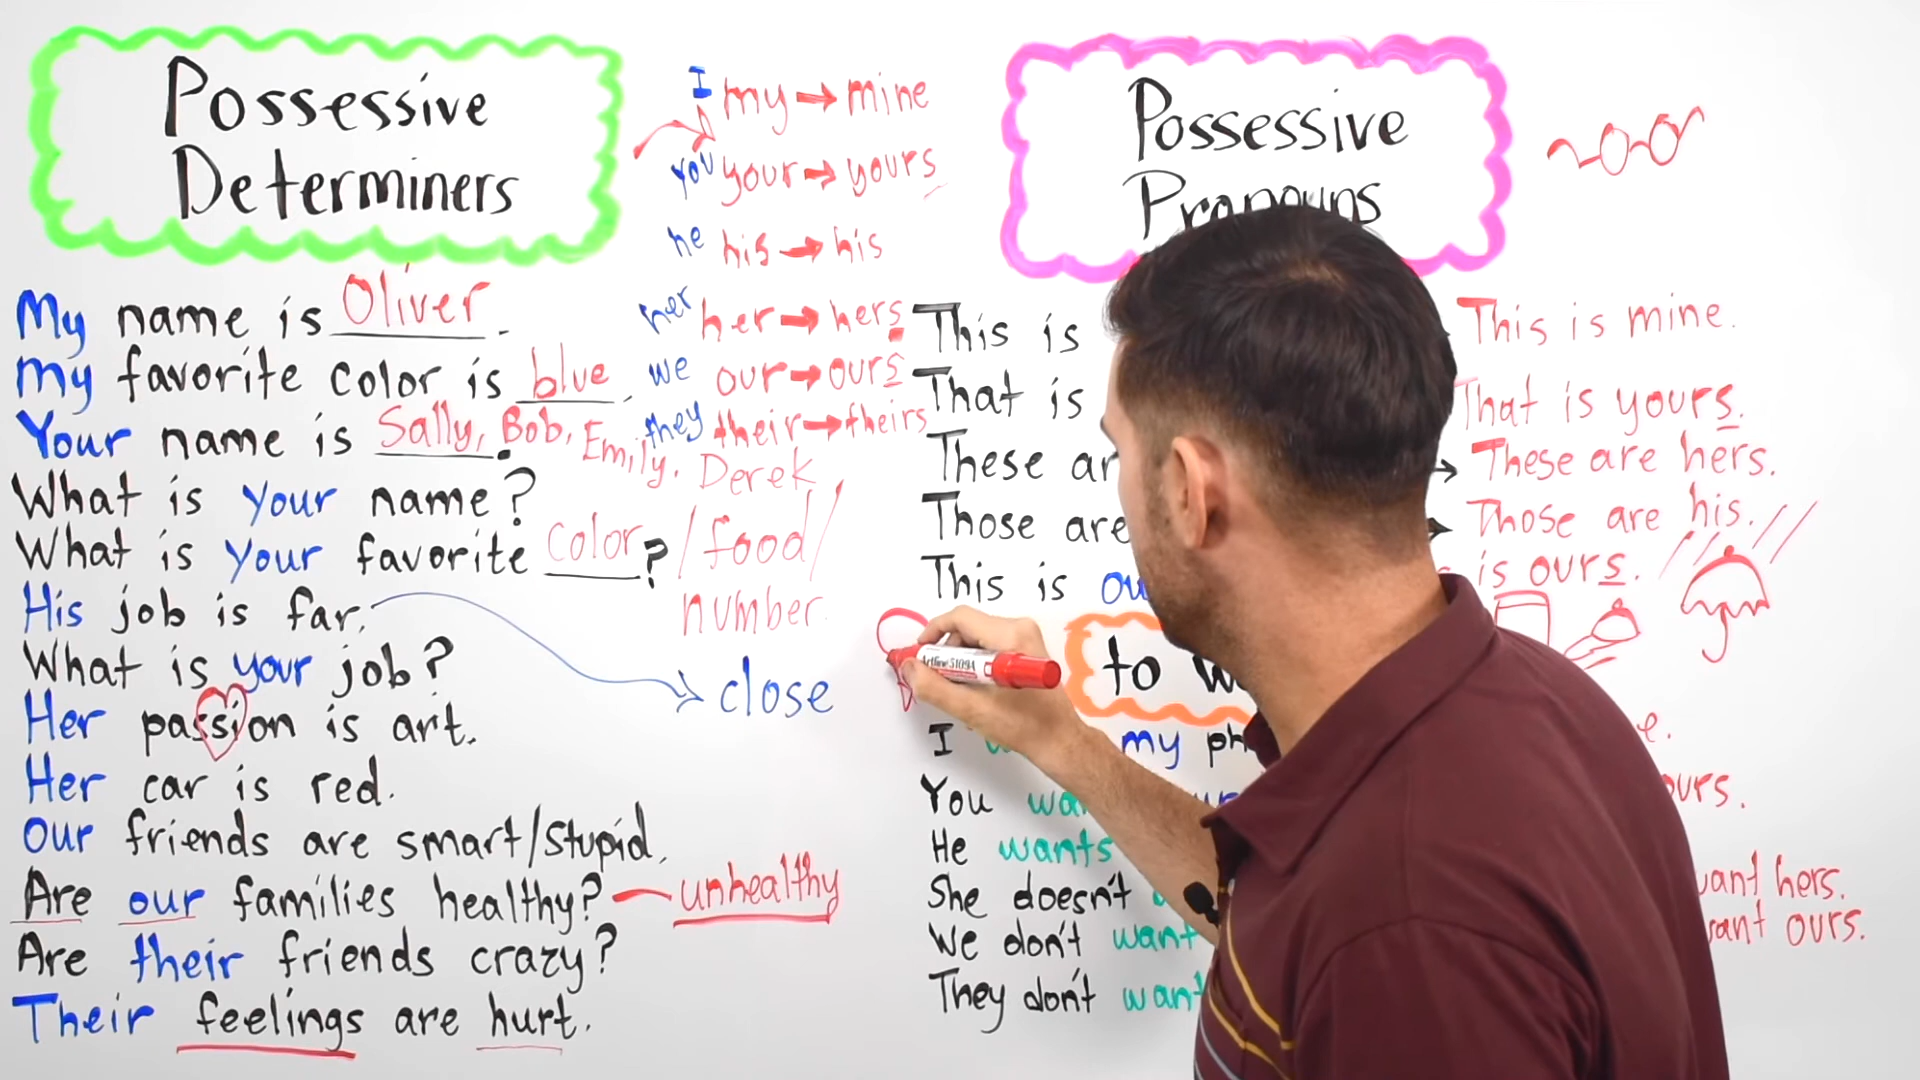 Possessive
Determiners
My name is Oliver.
My favorite color is blue.
Your name is Sally, Bob, Emily, Derek
What is your name?
What is your favorite color? / food / number.
His job is far.
close
What is your job?
Her passion is art.
Her car is red.
Our friends are smart/stupid.
Are our families healthy? — unhealthy
Are their friends crazy?
Their feelings are hurt.
I my → mine
you your → yours
he his → his
her her → hers
we our → ours
they their → theirs
Possessive
Pronouns
This is → This is mine.
That is That is yours.
These → These are hers.
Those are → Those are his.
This is is ours.
to
I my
You
He wants
She doesn't want hers.
We don't want want ours.
They don't want
Artline 5109A